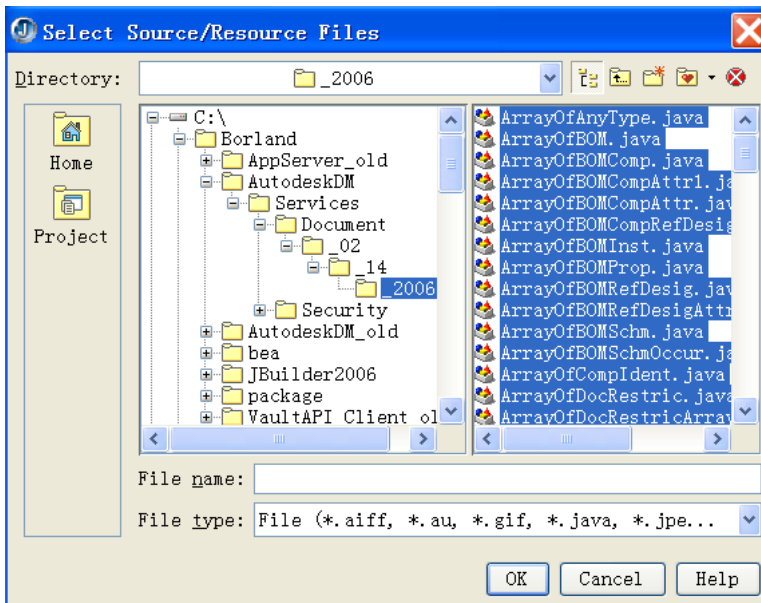 Select Source/Resource Files
Directory:
_2006
Home
Project
C:\
Borland
AppServer_old
AutodeskDM
Services
Document
_02
_14
_2006
Security
AutodeskDM_old
bea
JBuilder2006
package
VaultAPI Client ol
ArrayOfAnyType.java
ArrayOfBOM.java
ArrayOfBOMComp.java
ArrayOfBOMCompAttr1.ja
ArrayOfBOMCompAttr.jav
ArrayOfBOMCompRefDesig
ArrayOfBOMInst.java
ArrayOfBOMProp.java
ArrayOfBOMRefDesig.jav
ArrayOfBOMRefDesigAttr
ArrayOfBOMSchm.java
ArrayOfBOMSchmOccur.ja
ArrayOfCompIdent.java
ArrayOfDocRestric.java
ArrayOfDocRestricArray
File name:
File type: File (*.aiff, *.au, *.gif, *.java, *.jpe...
OK Cancel Help